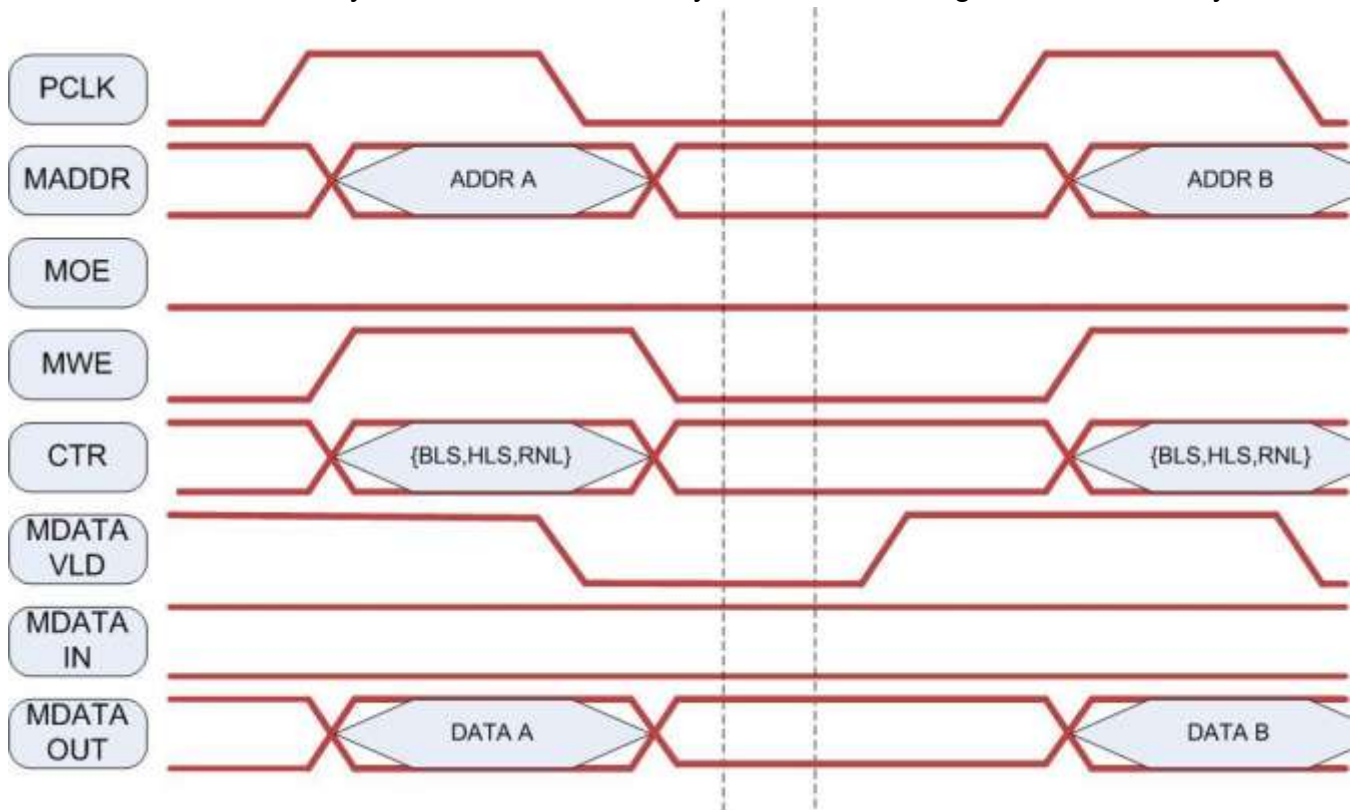 PCLK
MADDR
ADDR A
ADDR B
MOE
MWE
CTR
{BLS,HLS,RNL}
{BLS,HLS,RNL}
MDATA
VLD
MDATA
IN
MDATA
OUT
DATA A
DATA B